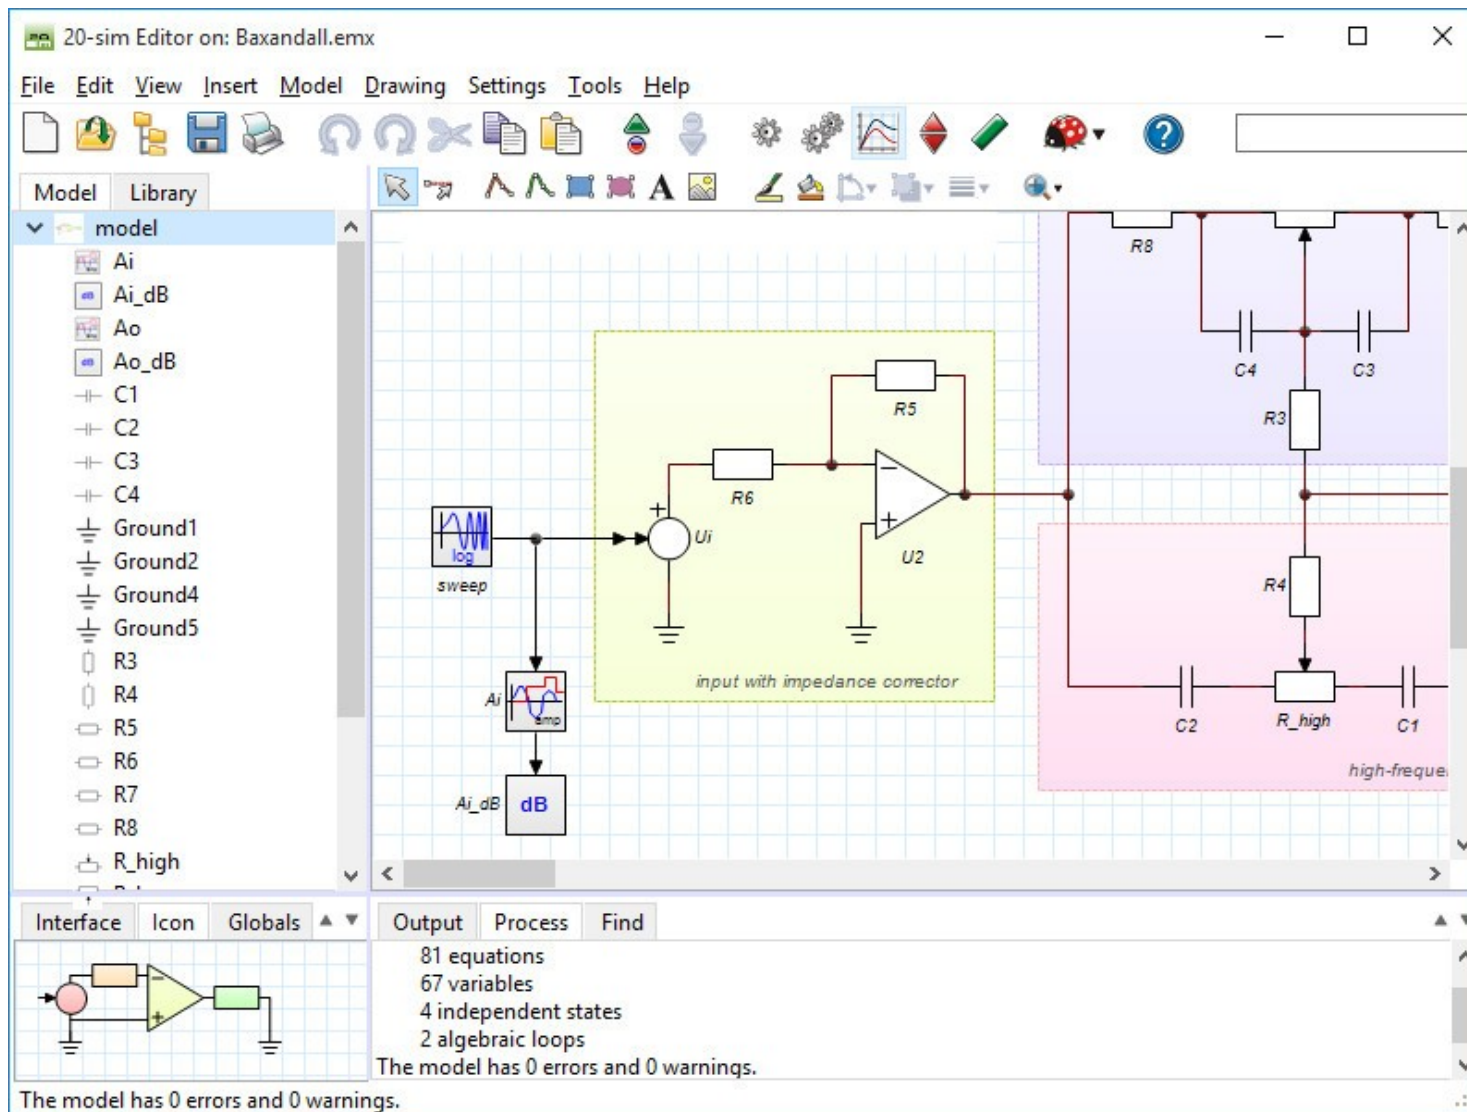 20-sim Editor on: Baxandall.emx
File Edit View Insert Model Drawing Settings Tools Help
Model Library
model
Ai
Ai_dB
Ao
Ao_dB
C1
C2
C3
C4
Ground1
Ground2
Ground4
Ground5
R3
R4
R5
R6
R7
R8
R_high
R8
C4 C3
R3
R5
R6
+
Ui
−
+
U2
log
sweep
R4
input with impedance corrector
Ai
amp
C2 R_high C1
high-freque
Ai_dB dB
Interface Icon Globals
−
+
Output Process Find
81 equations
67 variables
4 independent states
2 algebraic loops
The model has 0 errors and 0 warnings.
The model has 0 errors and 0 warnings.